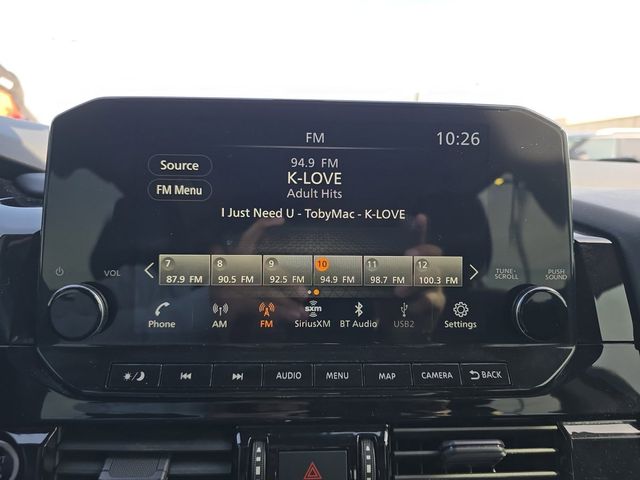 FM
10:26
Source
94.9 FM
K-LOVE
Adult Hits
FM Menu
I Just Need U - TobyMac - K-LOVE
7 8 9 10 11 12
87.9 FM 90.5 FM 92.5 FM 94.9 FM 98.7 FM 100.3 FM
VOL
TUNE·SCROLL
PUSH SOUND
sxm
Phone AM FM SiriusXM BT Audio USB2 Settings
AUDIO MENU MAP CAMERA BACK